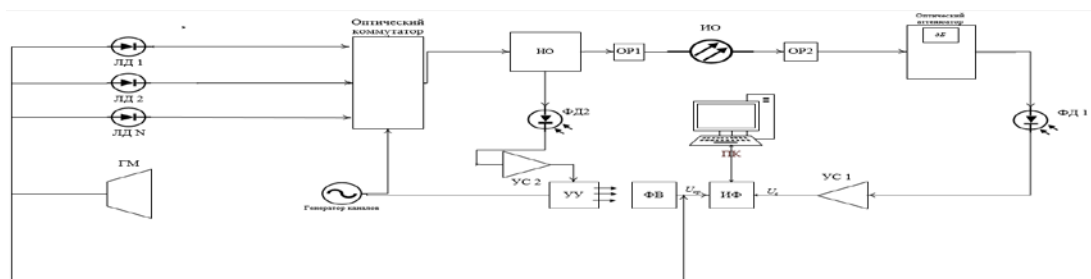 Оптический
коммутатор
ЛД 1
ЛД 2
ЛД N
ГМ
Генератор каналов
НО
ФД2
УС 2
УУ
ОР1
ИО
ОР2
Оптический
аттенюатор
дБ
ФД 1
ПК
ФВ
ИФ
УС 1